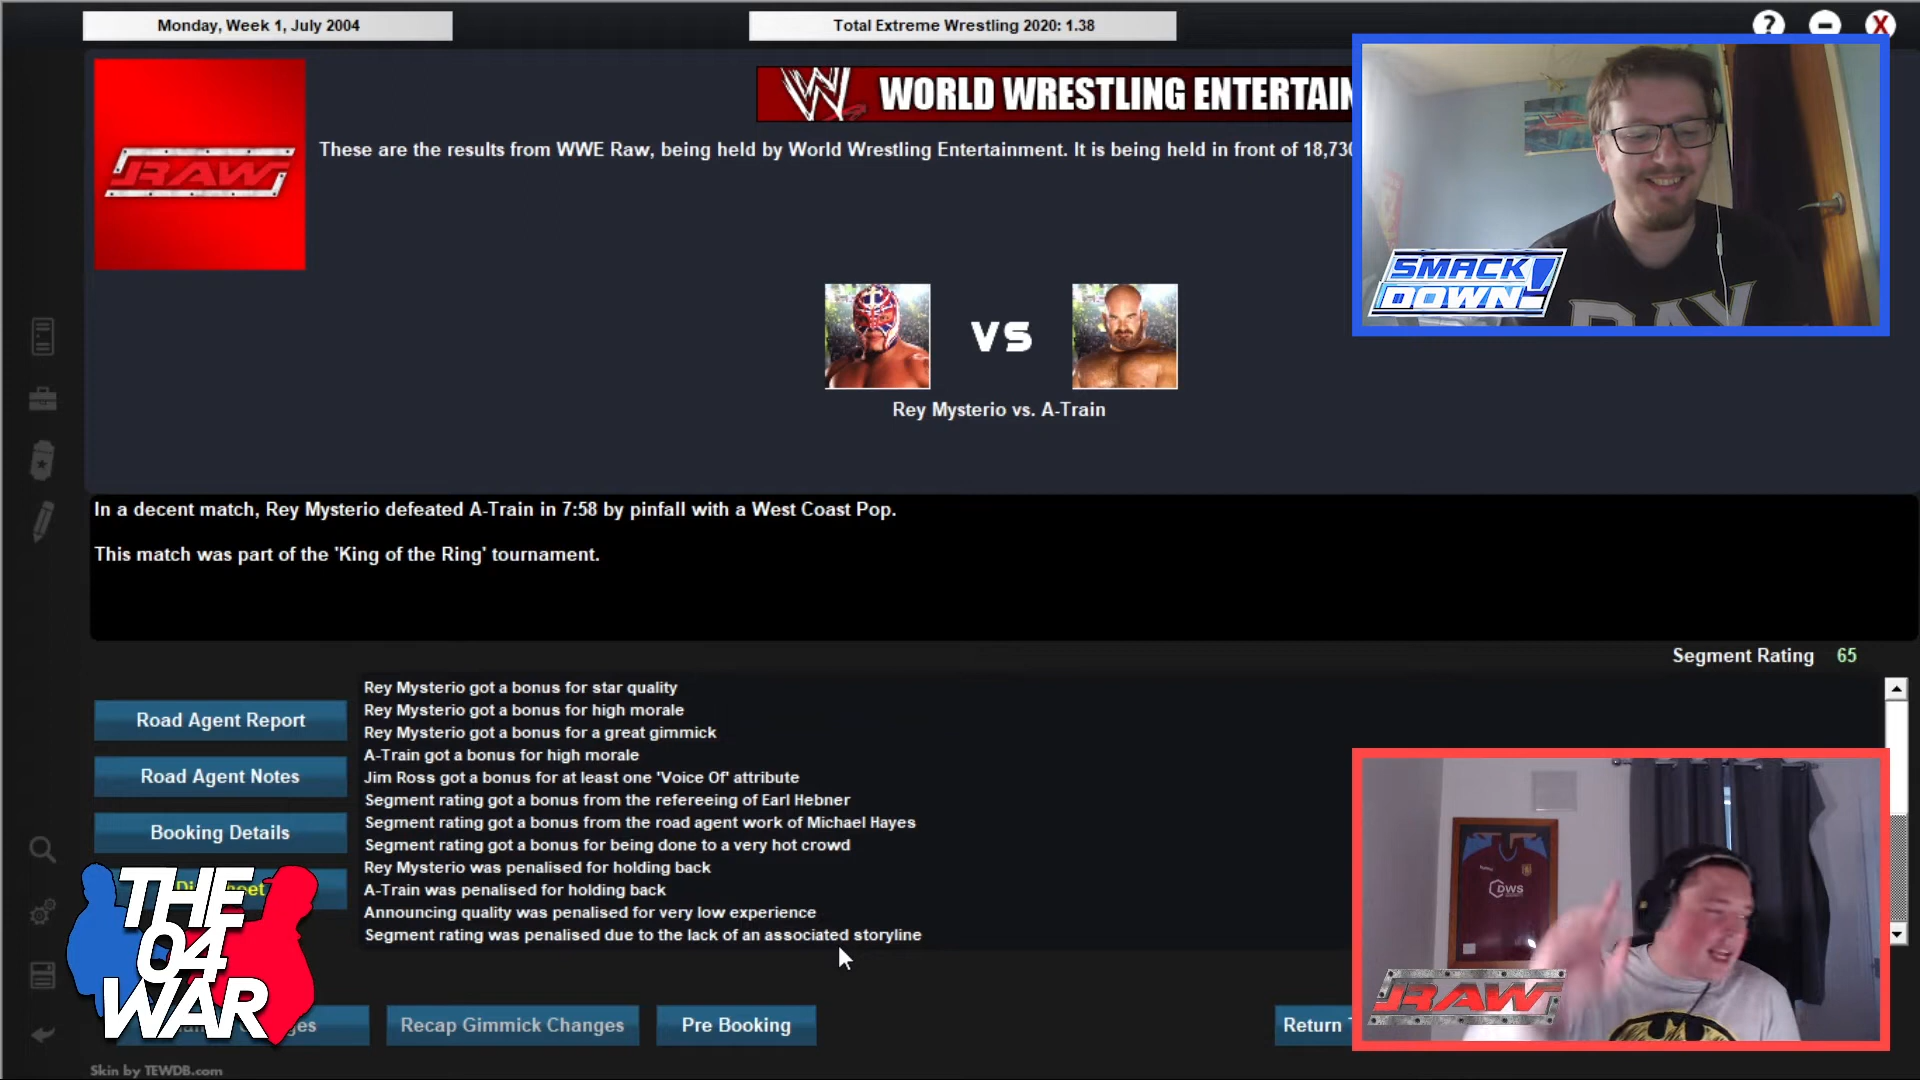 Monday, Week 1, July 2004
Total Extreme Wrestling 2020: 1.38
? – X
RAW
W WORLD WRESTLING ENTERTAIN
These are the results from WWE Raw, being held by World Wrestling Entertainment. It is being held in front of 18,730
SMACK DOWN!
VS
Rey Mysterio vs. A-Train
In a decent match, Rey Mysterio defeated A-Train in 7:58 by pinfall with a West Coast Pop.
This match was part of the 'King of the Ring' tournament.
Segment Rating 65
Road Agent Report
Road Agent Notes
Booking Details
Rey Mysterio got a bonus for star quality
Rey Mysterio got a bonus for high morale
Rey Mysterio got a bonus for a great gimmick
A-Train got a bonus for high morale
Jim Ross got a bonus for at least one 'Voice Of' attribute
Segment rating got a bonus from the refereeing of Earl Hebner
Segment rating got a bonus from the road agent work of Michael Hayes
Segment rating got a bonus for being done to a very hot crowd
Rey Mysterio was penalised for holding back
A-Train was penalised for holding back
Announcing quality was penalised for very low experience
Segment rating was penalised due to the lack of an associated storyline
DWS
RAW
THE
04
WAR
Recap Gimmick Changes
Pre Booking
Return
Skin by TEWDB.com